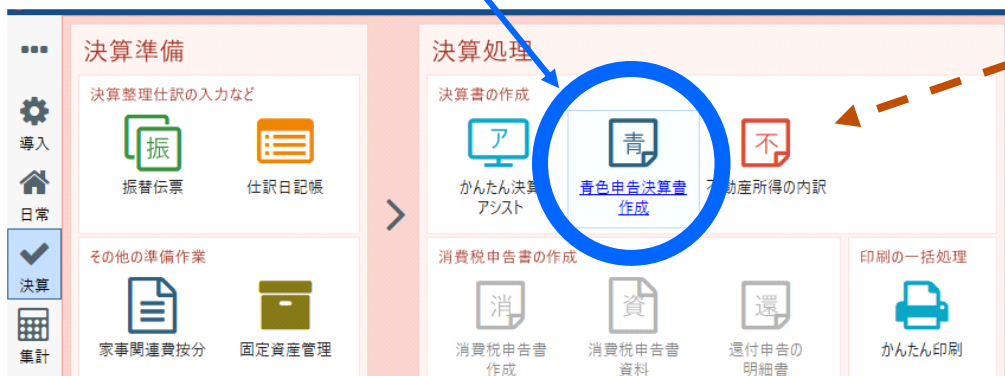 導入
日常
決算
集計
決算準備
決算整理仕訳の入力など
振
振替伝票
仕訳日記帳
その他の準備作業
家事関連費按分
固定資産管理
決算処理
決算書の作成
ア
かんたん決算
アシスト
青
青色申告決算書
作成
不
不動産所得の内訳
消費税申告書の作成
消
消費税申告書
作成
資
消費税申告書
資料
還
還付申告の
明細書
印刷の一括処理
かんたん印刷